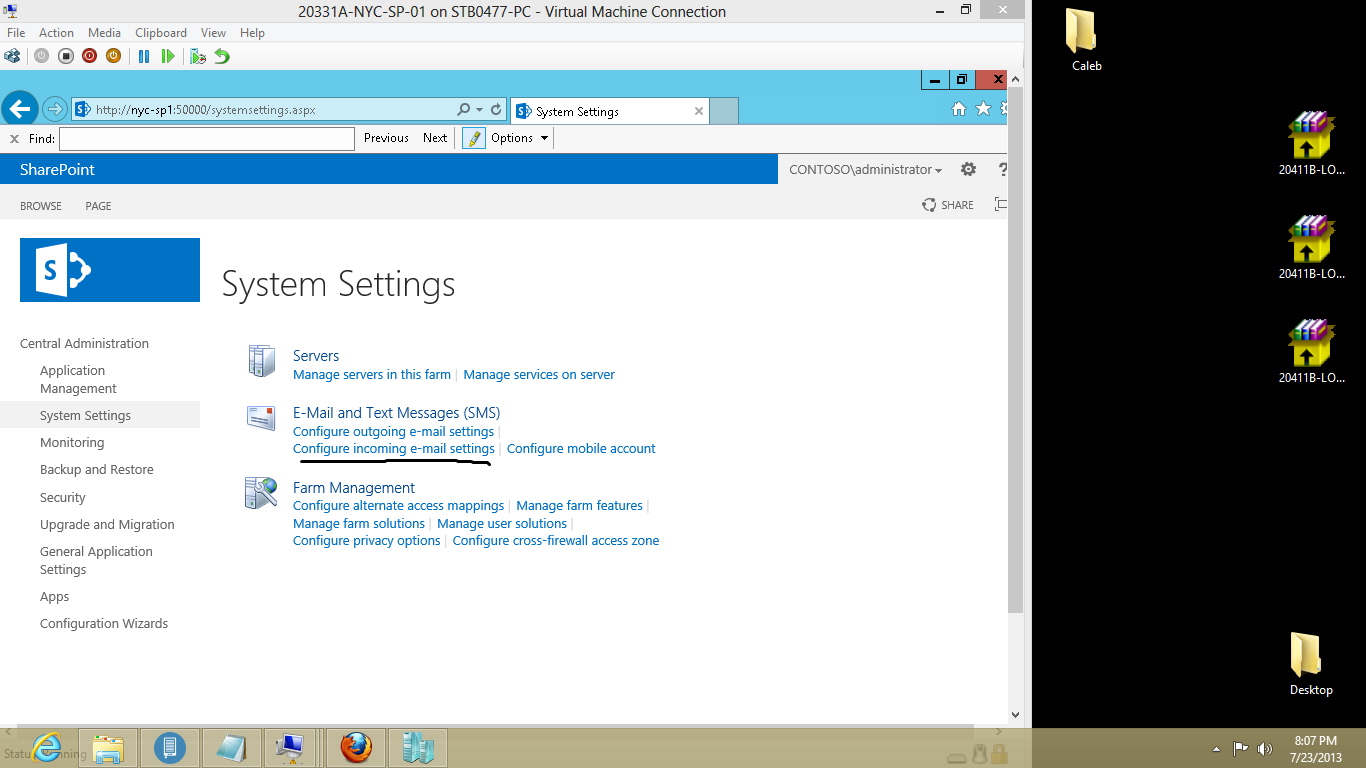 20331A-NYC-SP-01 on STB0477-PC - Virtual Machine Connection
File Action Media Clipboard View Help
http://nyc-sp1:50000/systemsettings.aspx
System Settings
Find:
Previous Next Options
SharePoint
CONTOSO\administrator
?
BROWSE PAGE
SHARE
S
System Settings
Central Administration
Application
Management
System Settings
Monitoring
Backup and Restore
Security
Upgrade and Migration
General Application
Settings
Apps
Configuration Wizards
Servers
Manage servers in this farm | Manage services on server
E-Mail and Text Messages (SMS)
Configure outgoing e-mail settings |
Configure incoming e-mail settings | Configure mobile account
Farm Management
Configure alternate access mappings | Manage farm features |
Manage farm solutions | Manage user solutions |
Configure privacy options | Configure cross-firewall access zone
Caleb
20411B-LO...
20411B-LO...
20411B-LO...
Desktop
8:07 PM
7/23/2013